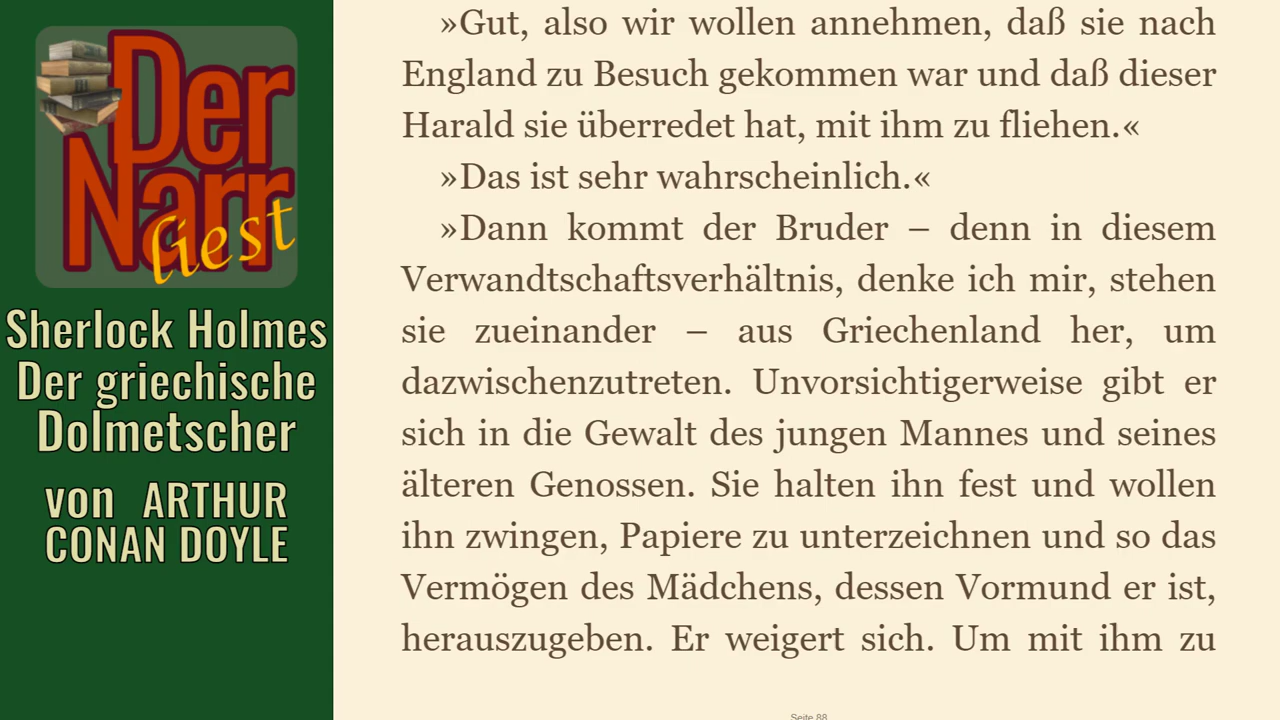 Der
Narr
liest
Sherlock Holmes
Der griechische
Dolmetscher
von ARTHUR
CONAN DOYLE
»Gut, also wir wollen annehmen, daß sie nach
England zu Besuch gekommen war und daß dieser
Harald sie überredet hat, mit ihm zu fliehen.«
»Das ist sehr wahrscheinlich.«
»Dann kommt der Bruder – denn in diesem
Verwandtschaftsverhältnis, denke ich mir, stehen
sie zueinander – aus Griechenland her, um
dazwischenzutreten. Unvorsichtigerweise gibt er
sich in die Gewalt des jungen Mannes und seines
älteren Genossen. Sie halten ihn fest und wollen
ihn zwingen, Papiere zu unterzeichnen und so das
Vermögen des Mädchens, dessen Vormund er ist,
herauszugeben. Er weigert sich. Um mit ihm zu
Seite 88